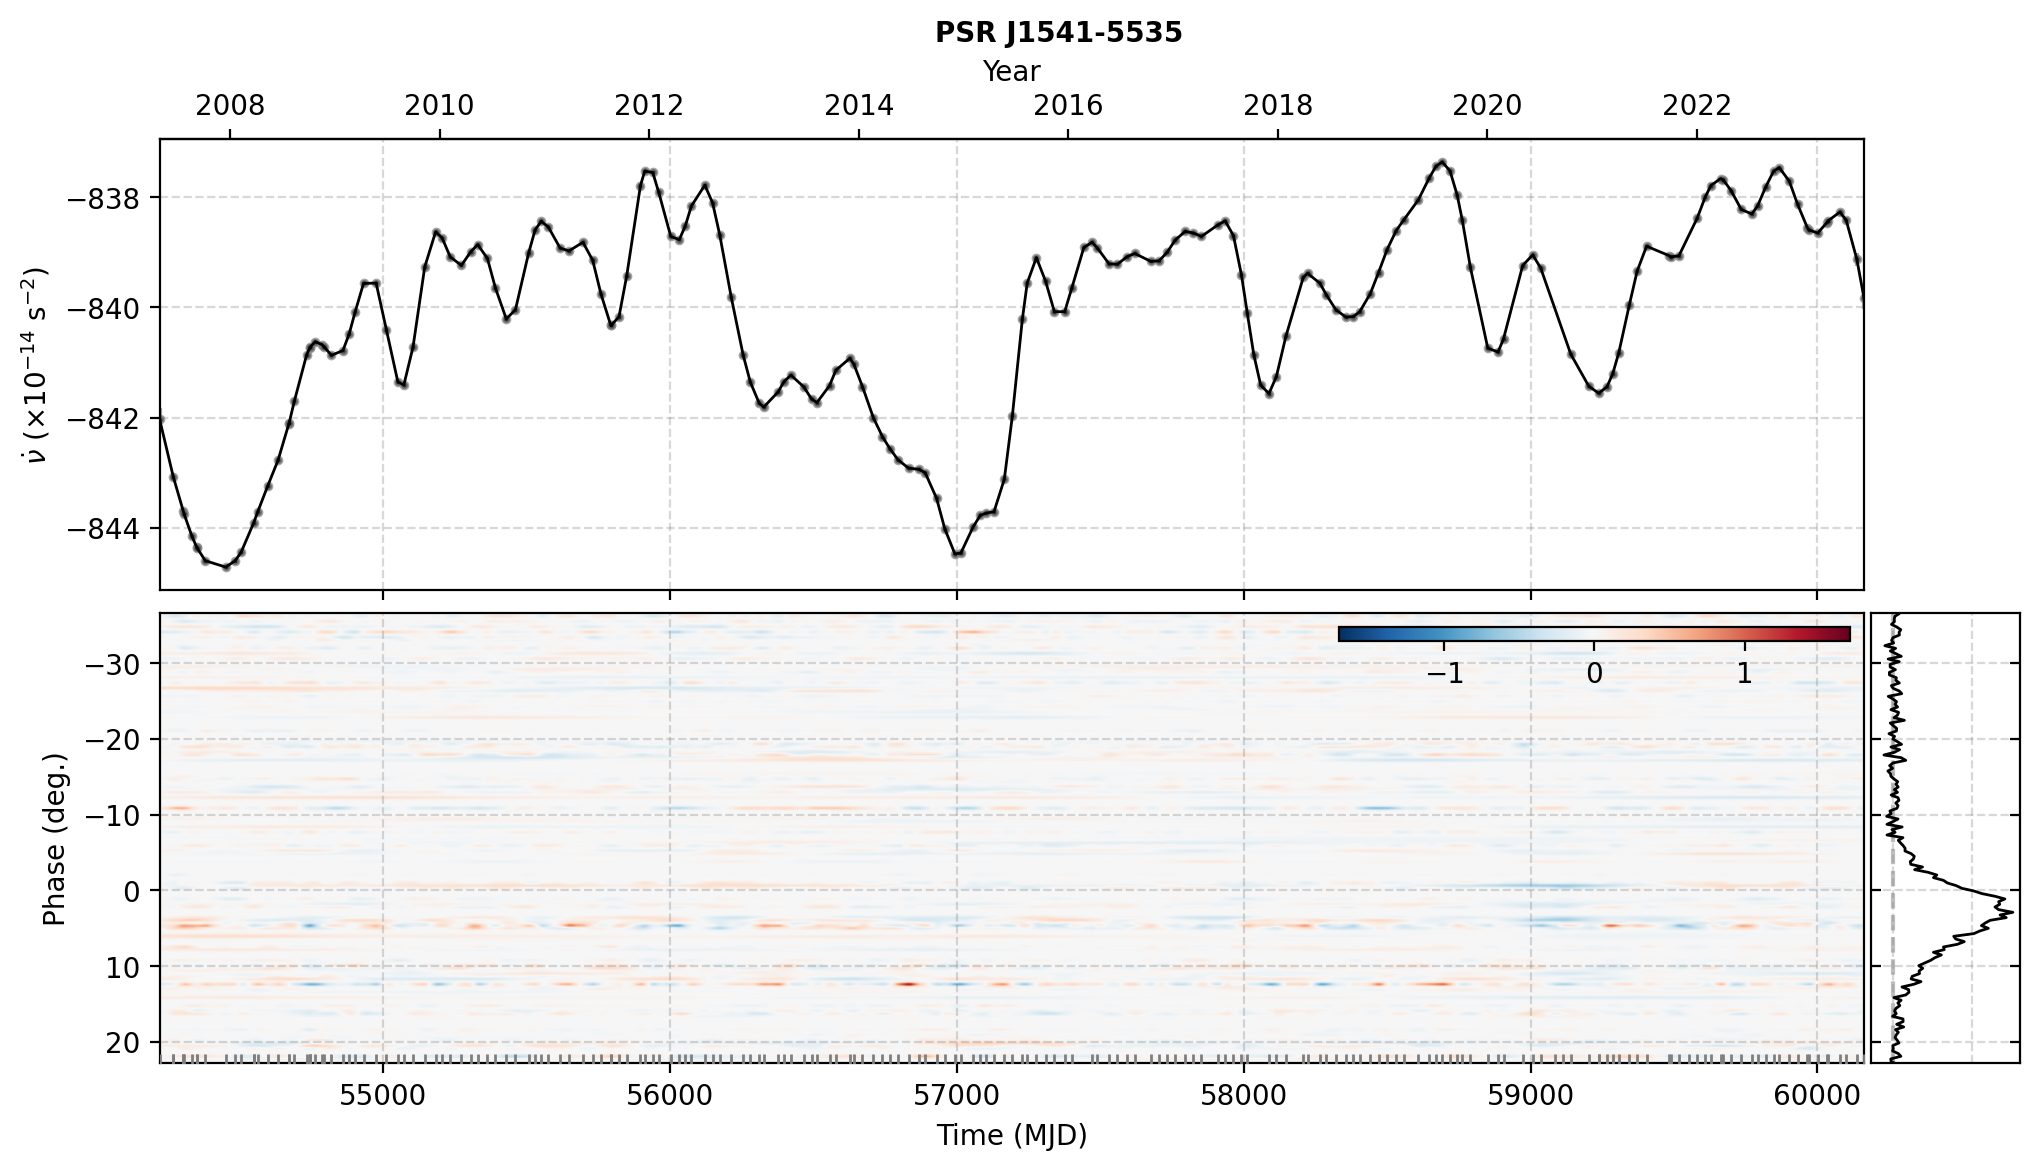 PSR J1541-5535
Year
2008 2010 2012 2014 2016 2018 2020 2022
−838
−840
−842
−844
ν̇ (×10⁻¹⁴ s⁻²)
−1 0 1
−30
−20
−10
0
10
20
Phase (deg.)
55000 56000 57000 58000 59000 60000
Time (MJD)